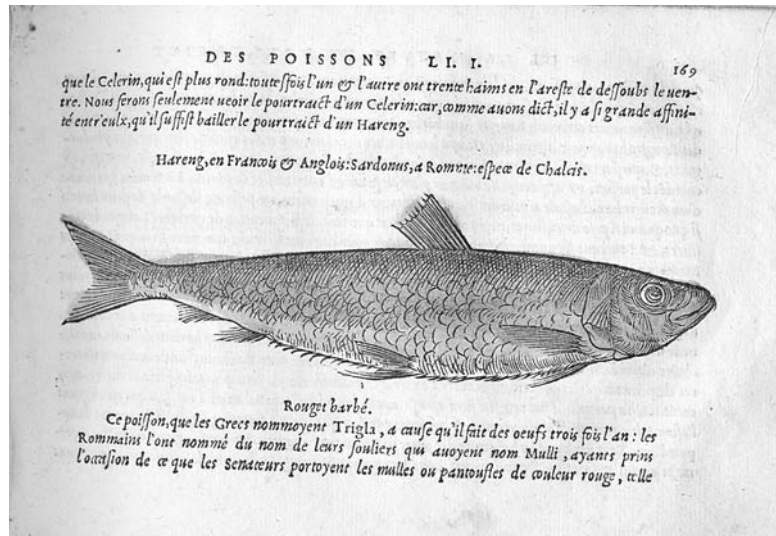 DES POISSONS LI. I. 169
que le Celerin, qui est plus rond: toutesfois l'un & l'autre ont trente haims en l'areste de dessoubs le uen-
tre. Nous ferons seulement ueoir le pourtraict d'un Celerin: car, comme auons dict, il y a si grande affini-
té entr'eulx, qu'il suffist bailler le pourtraict d'un Hareng.
Hareng, en Francois & Anglois: Sardonus, a Romme: espece de Chalcis.
Rouget barbé.
Ce poisson, que les Grecs nommoyent Trigla, a cause qu'il fait des oeufs trois fois l'an: les
Rommains l'ont nommé du nom de leurs souliers qui auoyent nom Mulli, ayants prins
l'occasion de ce que les Senateurs portoyent les mulles ou pantoufles de couleur rouge, telle